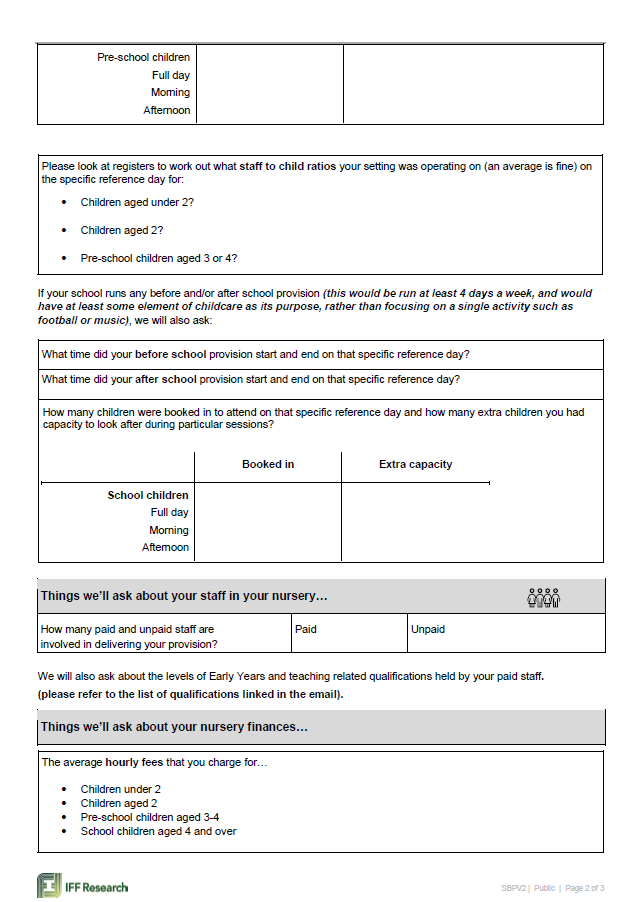 Pre-school children
Full day
Morning
Afternoon
Please look at registers to work out what staff to child ratios your setting was operating on (an average is fine) on
the specific reference day for:
• Children aged under 2?
• Children aged 2?
• Pre-school children aged 3 or 4?
If your school runs any before and/or after school provision (this would be run at least 4 days a week, and would
have at least some element of childcare as its purpose, rather than focusing on a single activity such as
football or music), we will also ask:
What time did your before school provision start and end on that specific reference day?
What time did your after school provision start and end on that specific reference day?
How many children were booked in to attend on that specific reference day and how many extra children you had
capacity to look after during particular sessions?
Booked in Extra capacity
School children
Full day
Morning
Afternoon
Things we'll ask about your staff in your nursery…
How many paid and unpaid staff are Paid Unpaid
involved in delivering your provision?
We will also ask about the levels of Early Years and teaching related qualifications held by your paid staff.
(please refer to the list of qualifications linked in the email).
Things we'll ask about your nursery finances…
The average hourly fees that you charge for…
• Children under 2
• Children aged 2
• Pre-school children aged 3-4
• School children aged 4 and over
IFF Research SBPV2 | Public | Page 2 of 3